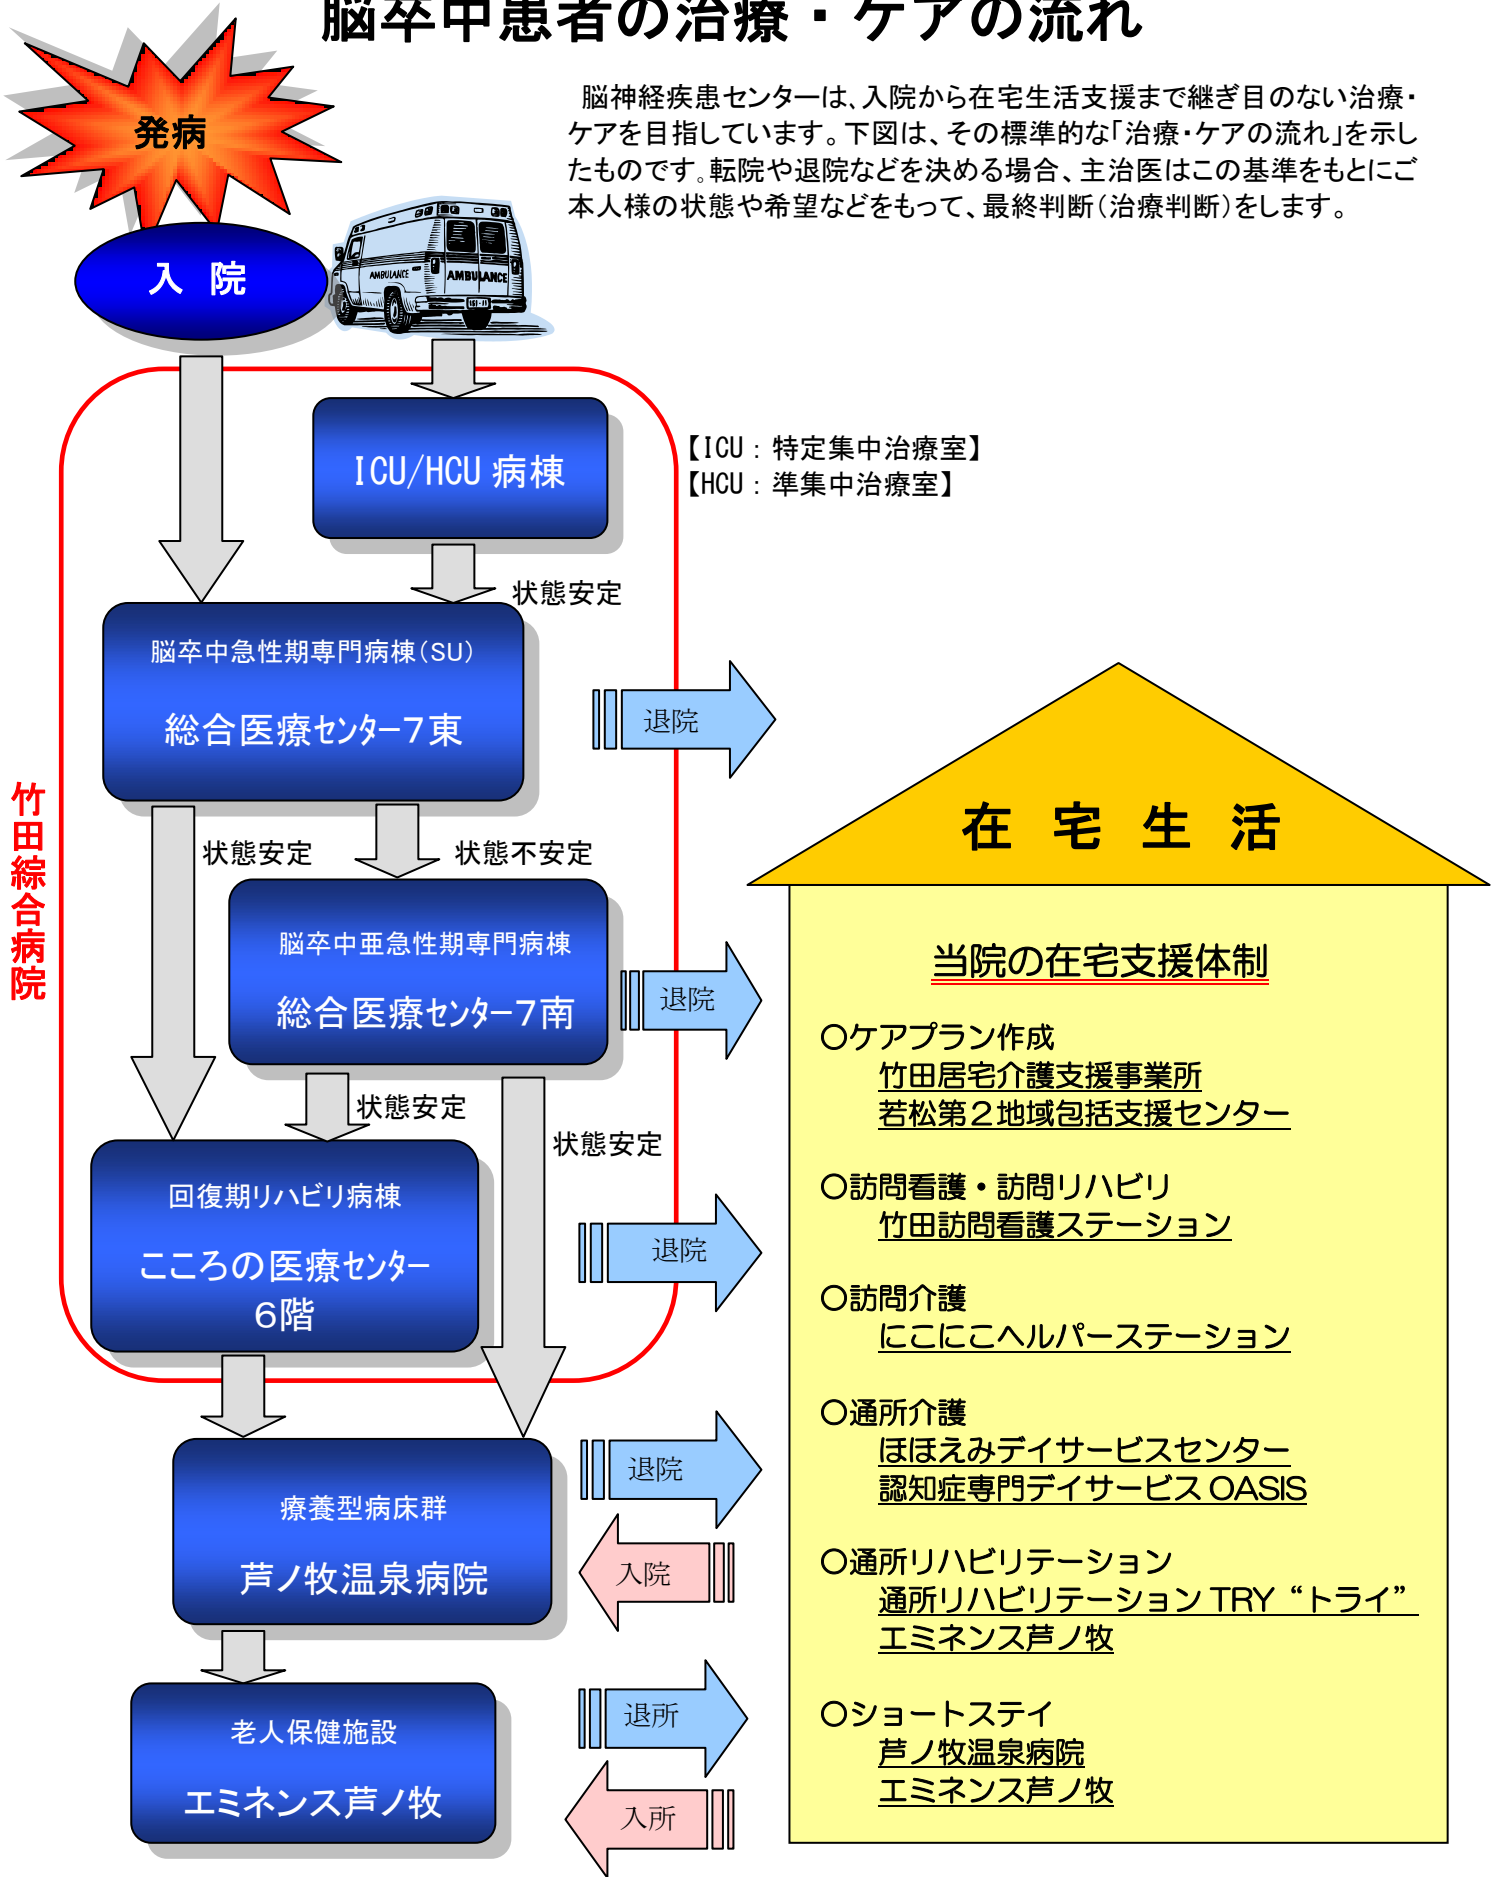 脳卒中患者の治療・ケアの流れ
発病
脳神経疾患センターは、入院から在宅生活支援まで継ぎ目のない治療・
ケアを目指しています。下図は、その標準的な「治療・ケアの流れ」を示し
たものです。転院や退院などを決める場合、主治医はこの基準をもとにご
本人様の状態や希望などをもって、最終判断（治療判断）をします。
入 院
AMBULANCE
AMBULANCE
ICU/HCU 病棟
【ICU：特定集中治療室】
【HCU：準集中治療室】
状態安定
脳卒中急性期専門病棟（SU）
総合医療センター７東
退院
竹田綜合病院
状態安定
状態不安定
脳卒中亜急性期専門病棟
総合医療センター７南
退院
状態安定
状態安定
回復期リハビリ病棟
こころの医療センター
６階
退院
療養型病床群
芦ノ牧温泉病院
退院
入院
老人保健施設
エミネンス芦ノ牧
退所
入所
在 宅 生 活
当院の在宅支援体制
○ケアプラン作成
竹田居宅介護支援事業所
若松第２地域包括支援センター
○訪問看護・訪問リハビリ
竹田訪問看護ステーション
○訪問介護
にこにこヘルパーステーション
○通所介護
ほほえみデイサービスセンター
認知症専門デイサービス OASIS
○通所リハビリテーション
通所リハビリテーション TRY “トライ”
エミネンス芦ノ牧
○ショートステイ
芦ノ牧温泉病院
エミネンス芦ノ牧